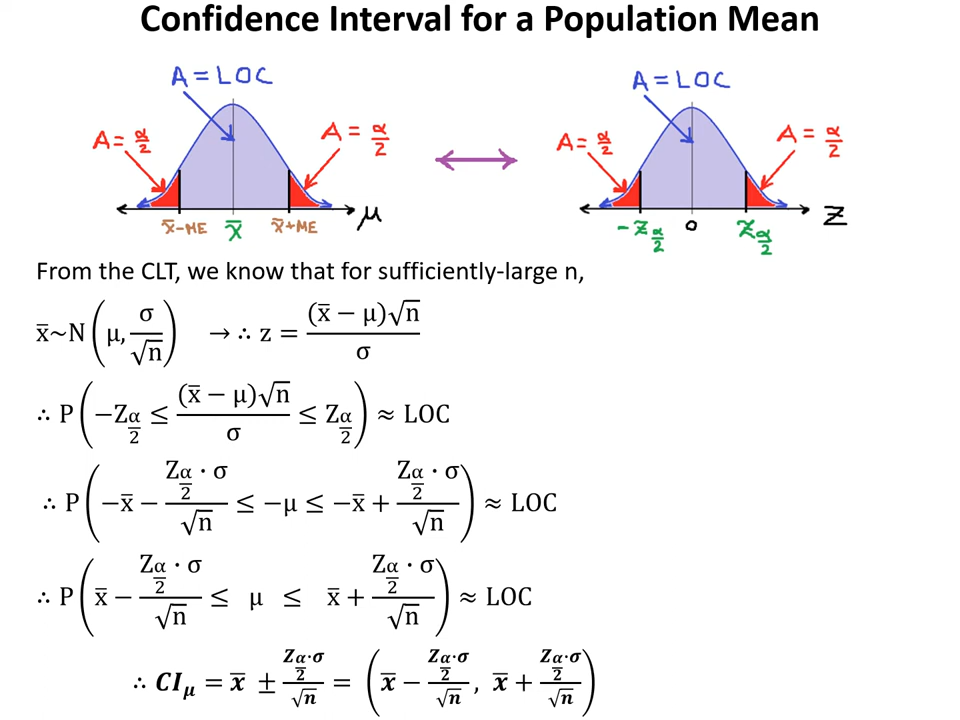 Confidence Interval for a Population Mean
A = LOC
A = α/2
A = α/2
x̄-ME x̄ x̄+ME μ
A = LOC
A = α/2
A = α/2
-Z_(α/2) 0 Z_(α/2) Z
From the CLT, we know that for sufficiently-large n,
x̄~N(μ, σ/√n) → ∴ z = (x̄ − μ)√n/σ
∴ P(−Z_(α/2) ≤ (x̄ − μ)√n/σ ≤ Z_(α/2)) ≈ LOC
∴ P(−x̄ − Z_(α/2) · σ/√n ≤ −μ ≤ −x̄ + Z_(α/2) · σ/√n) ≈ LOC
∴ P(x̄ − Z_(α/2) · σ/√n ≤ μ ≤ x̄ + Z_(α/2) · σ/√n) ≈ LOC
∴ CI_μ = x̄ ± Z_(α/2)·σ/√n = (x̄ − Z_(α/2)·σ/√n, x̄ + Z_(α/2)·σ/√n)